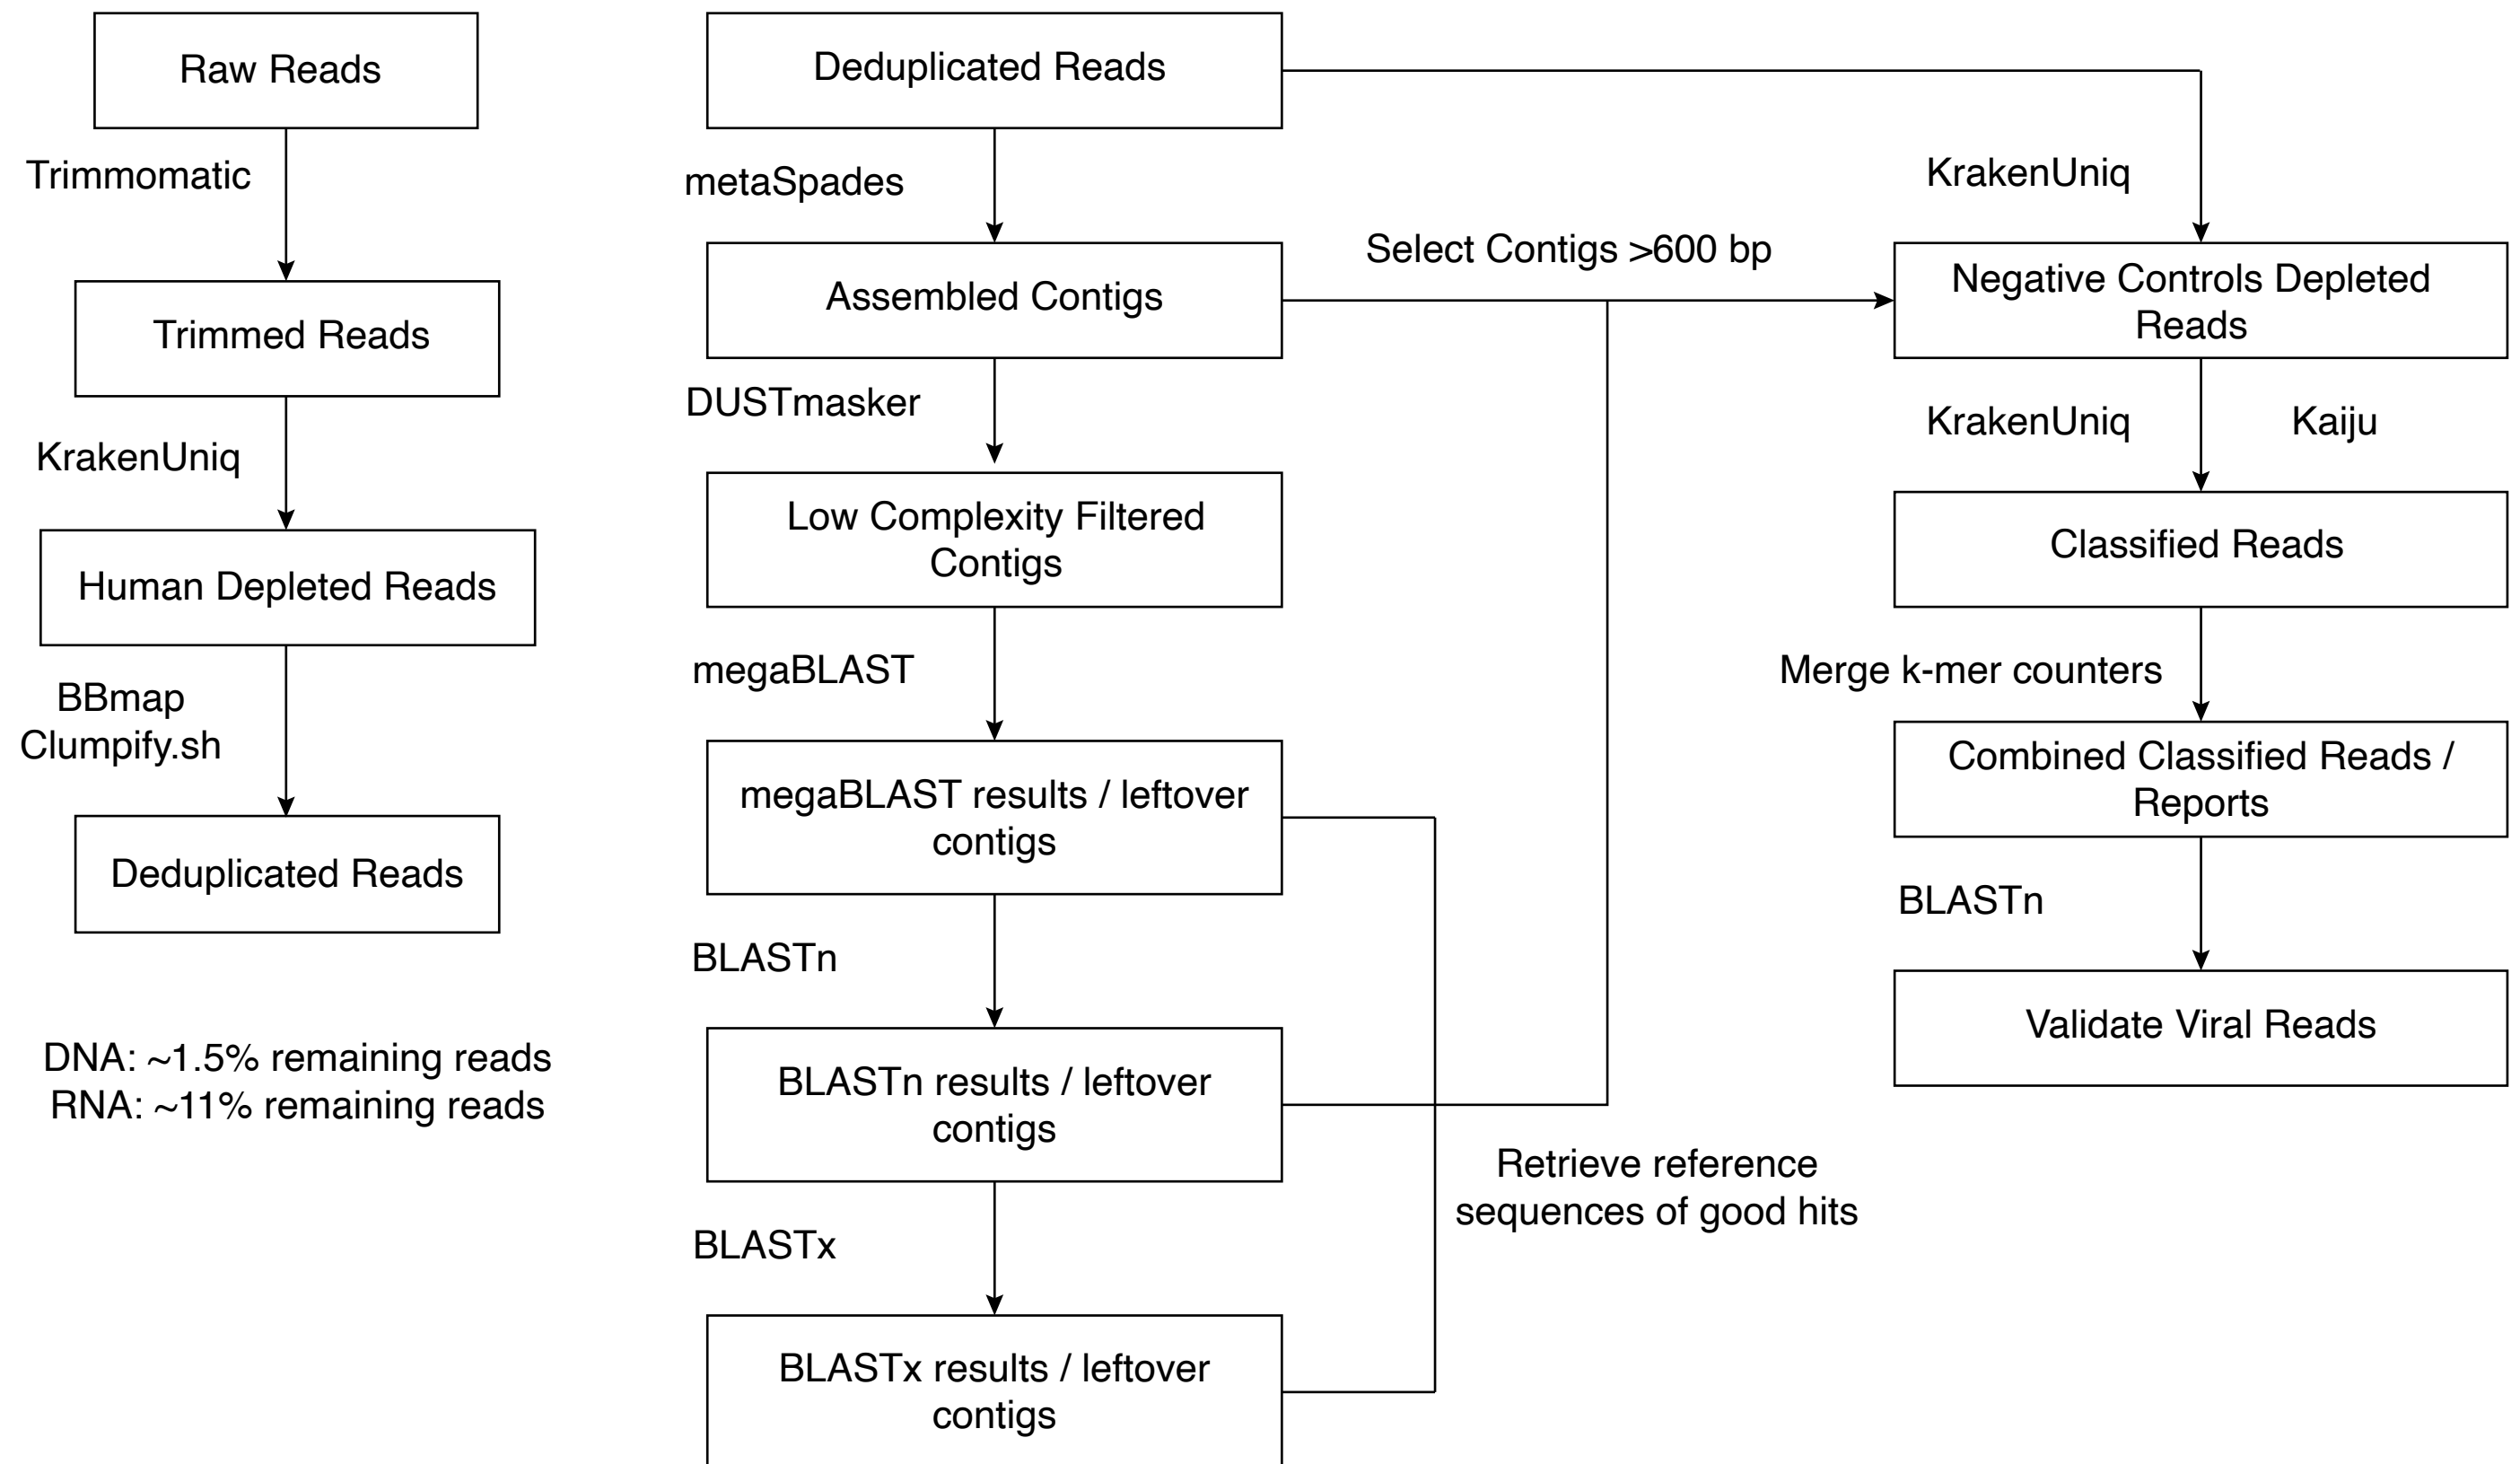 Raw Reads
Trimmomatic
Trimmed Reads
KrakenUniq
Human Depleted Reads
BBmap
Clumpify.sh
Deduplicated Reads
DNA: ~1.5% remaining reads
RNA: ~11% remaining reads
Deduplicated Reads
metaSpades
Assembled Contigs
DUSTmasker
Low Complexity Filtered
Contigs
megaBLAST
megaBLAST results / leftover
contigs
BLASTn
BLASTn results / leftover
contigs
BLASTx
BLASTx results / leftover
contigs
Select Contigs >600 bp
Retrieve reference
sequences of good hits
KrakenUniq
Negative Controls Depleted
Reads
KrakenUniq
Kaiju
Classified Reads
Merge k-mer counters
Combined Classified Reads /
Reports
BLASTn
Validate Viral Reads